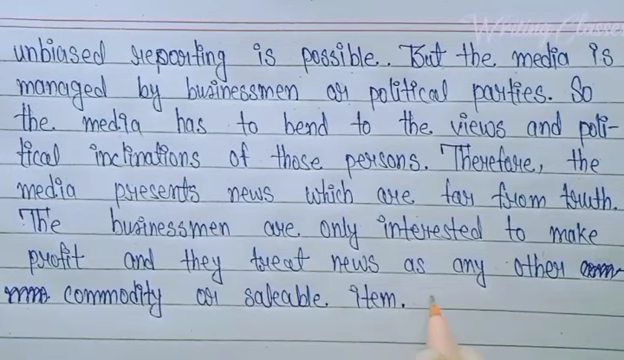 Writing Classes
unbiased reporting is possible. But the media is
managed by businessmen or political parties. So
the media has to bend to the views and poli-
tical inclinations of those persons. Therefore, the
media presents news which are far from truth.
The businessmen are only interested to make
profit and they treat news as any other
commodity or saleable item.